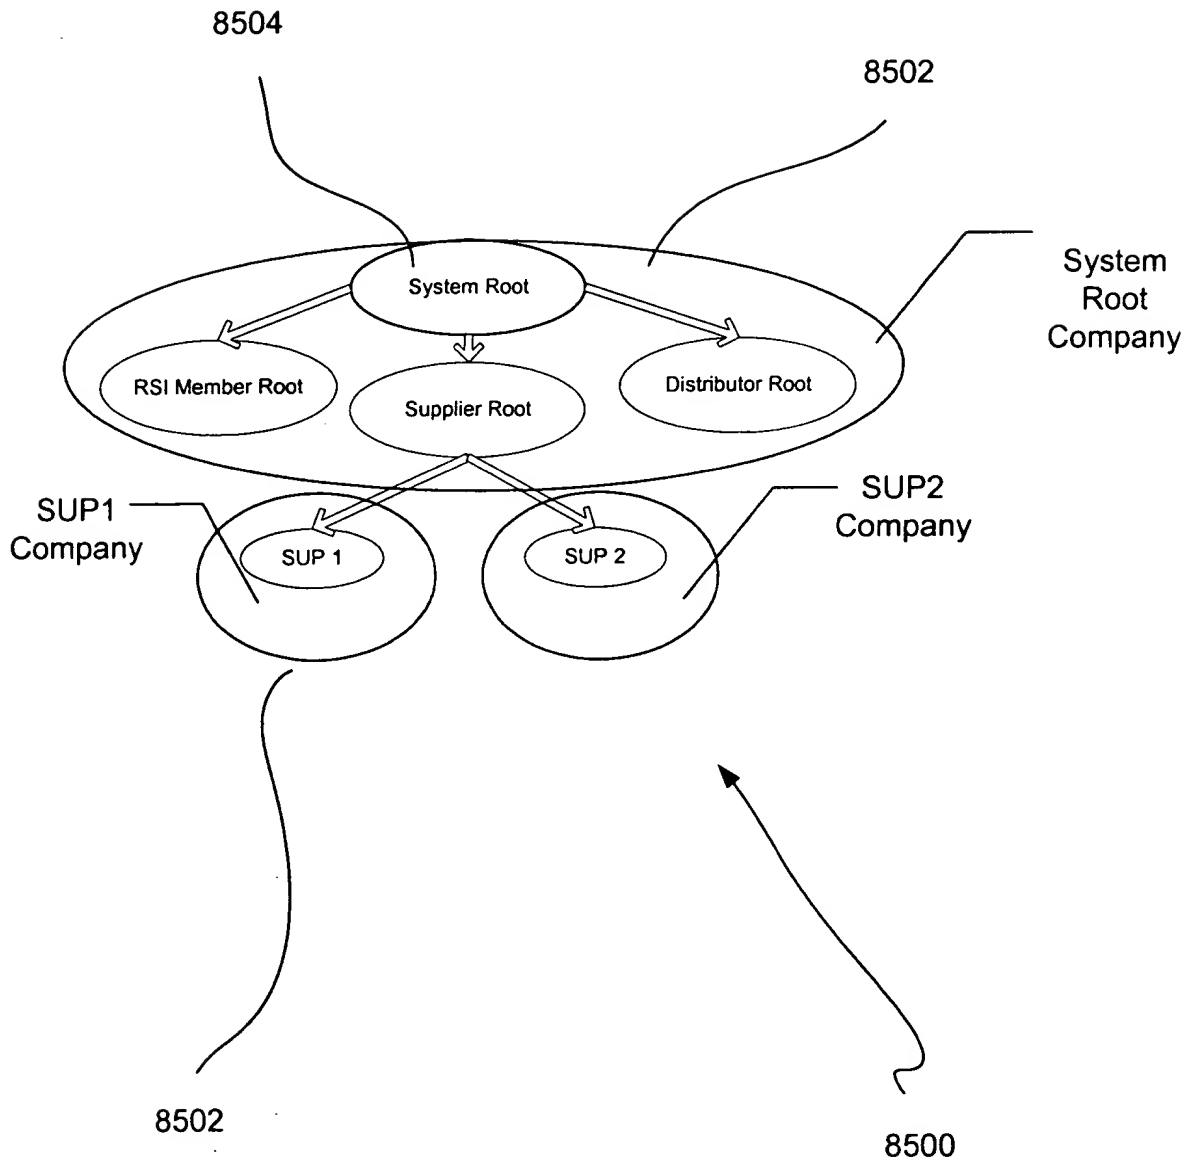 8504
8502
System
Root
Company
System Root
RSI Member Root
Supplier Root
Distributor Root
SUP1
Company
SUP2
Company
SUP 1
SUP 2
8502
8500